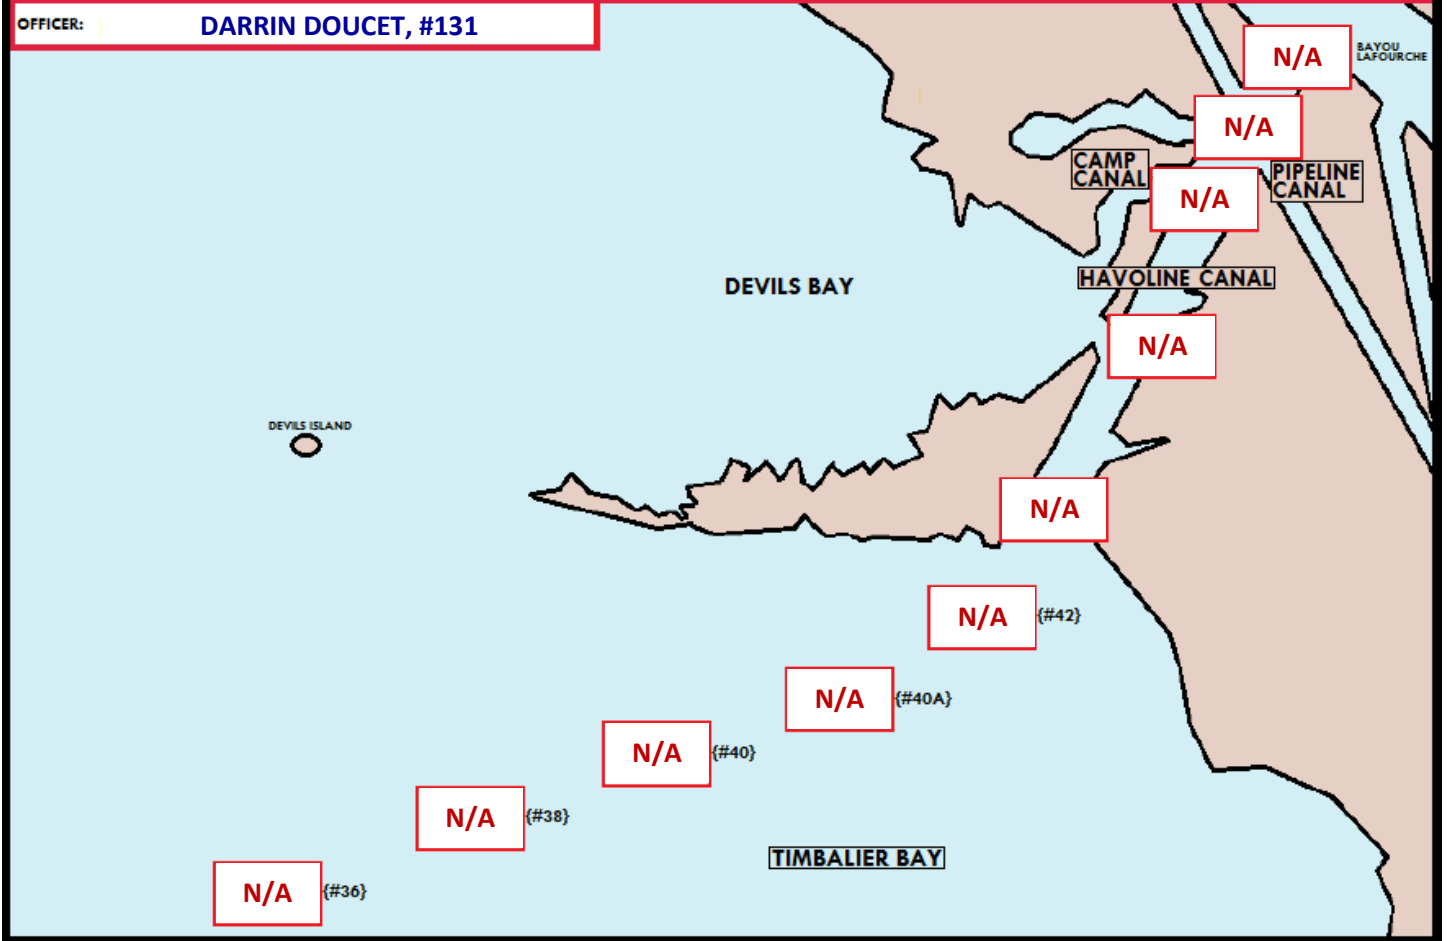 OFFICER: DARRIN DOUCET, #131
N/A
BAYOU
LAFOURCHE
N/A
CAMP
CANAL
PIPELINE
CANAL
N/A
HAVOLINE CANAL
DEVILS BAY
N/A
DEVILS ISLAND
N/A
N/A {#42}
N/A {#40A}
N/A {#40}
N/A {#38}
TIMBALIER BAY
N/A {#36}